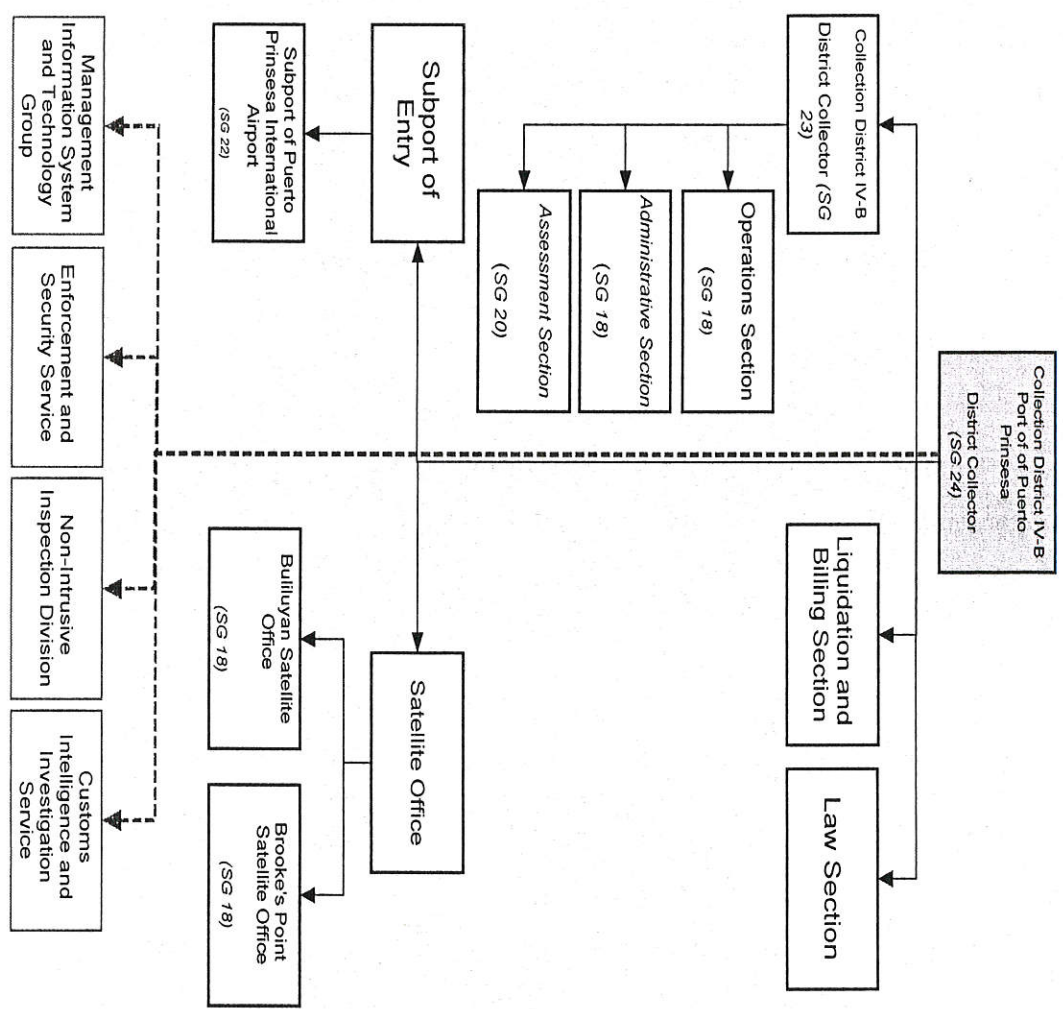 Collection District IV-B
Port of of Puerto
Prinsesa
District Collector
(SG 24)
Collection District IV-B
District Collector (SG
23)
Liquidation and
Billing Section
Law Section
Operations Section
(SG 18)
Administrative Section
(SG 18)
Assessment Section
(SG 20)
Subport of
Entry
Satellite Office
Subport of Puerto
Prinsesa International
Airport
(SG 22)
Buliluyan Satellite
Office
(SG 18)
Brooke's Point
Satellite Office
(SG 18)
Management
Information System
and Technology
Group
Enforcement and
Security Service
Non-Intrusive
Inspection Division
Customs
Intelligence and
Investigation
Service